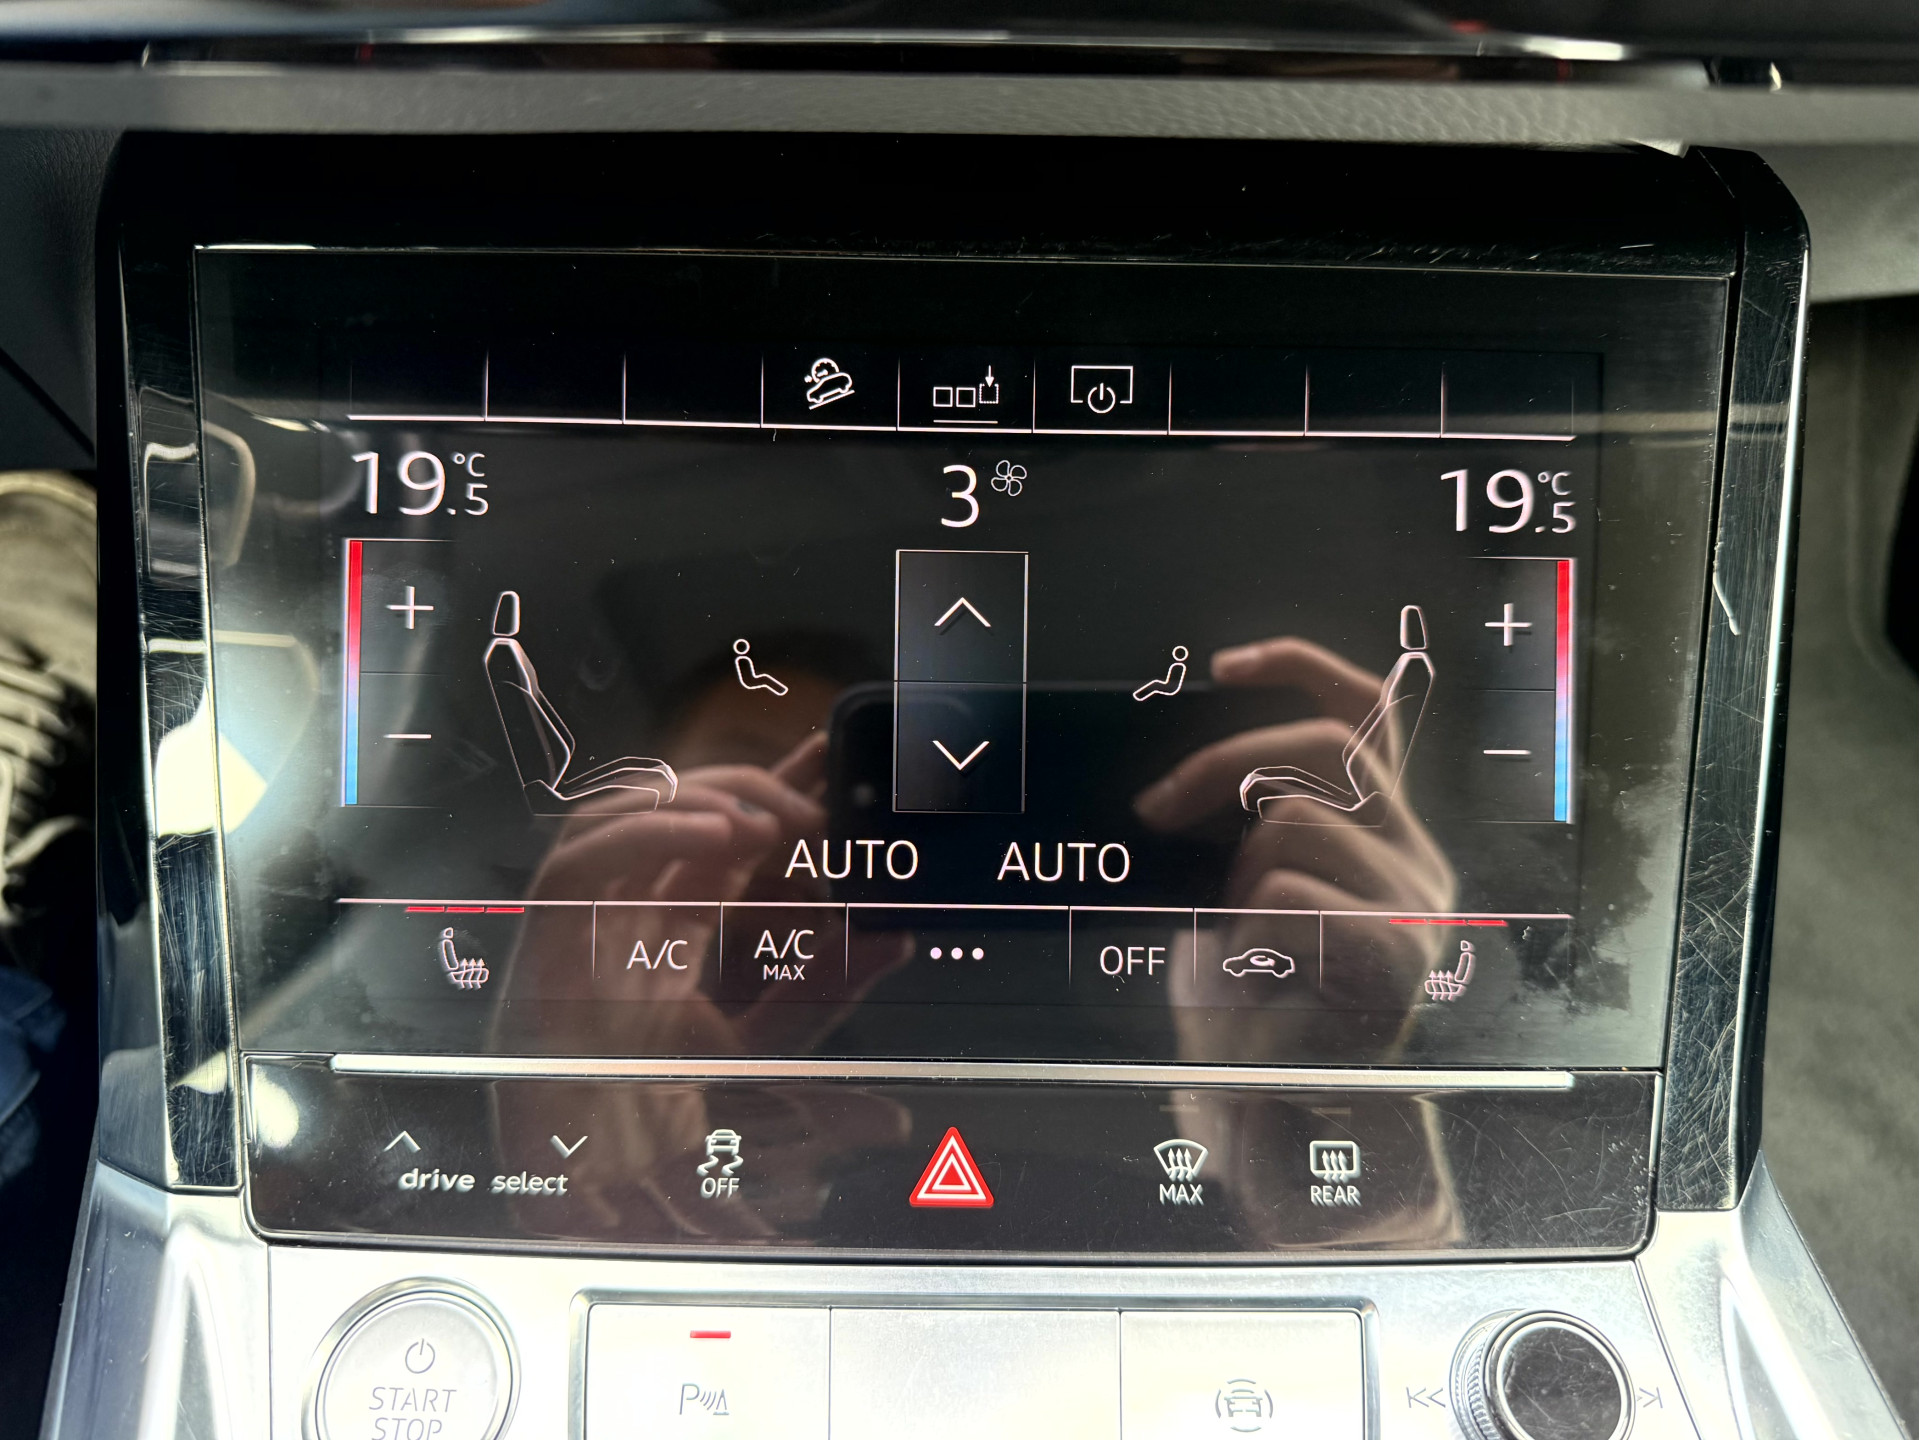 19.5 °C 3 19.5 °C
AUTO AUTO
A/C A/C MAX OFF
drive select OFF MAX REAR
START
STOP
P